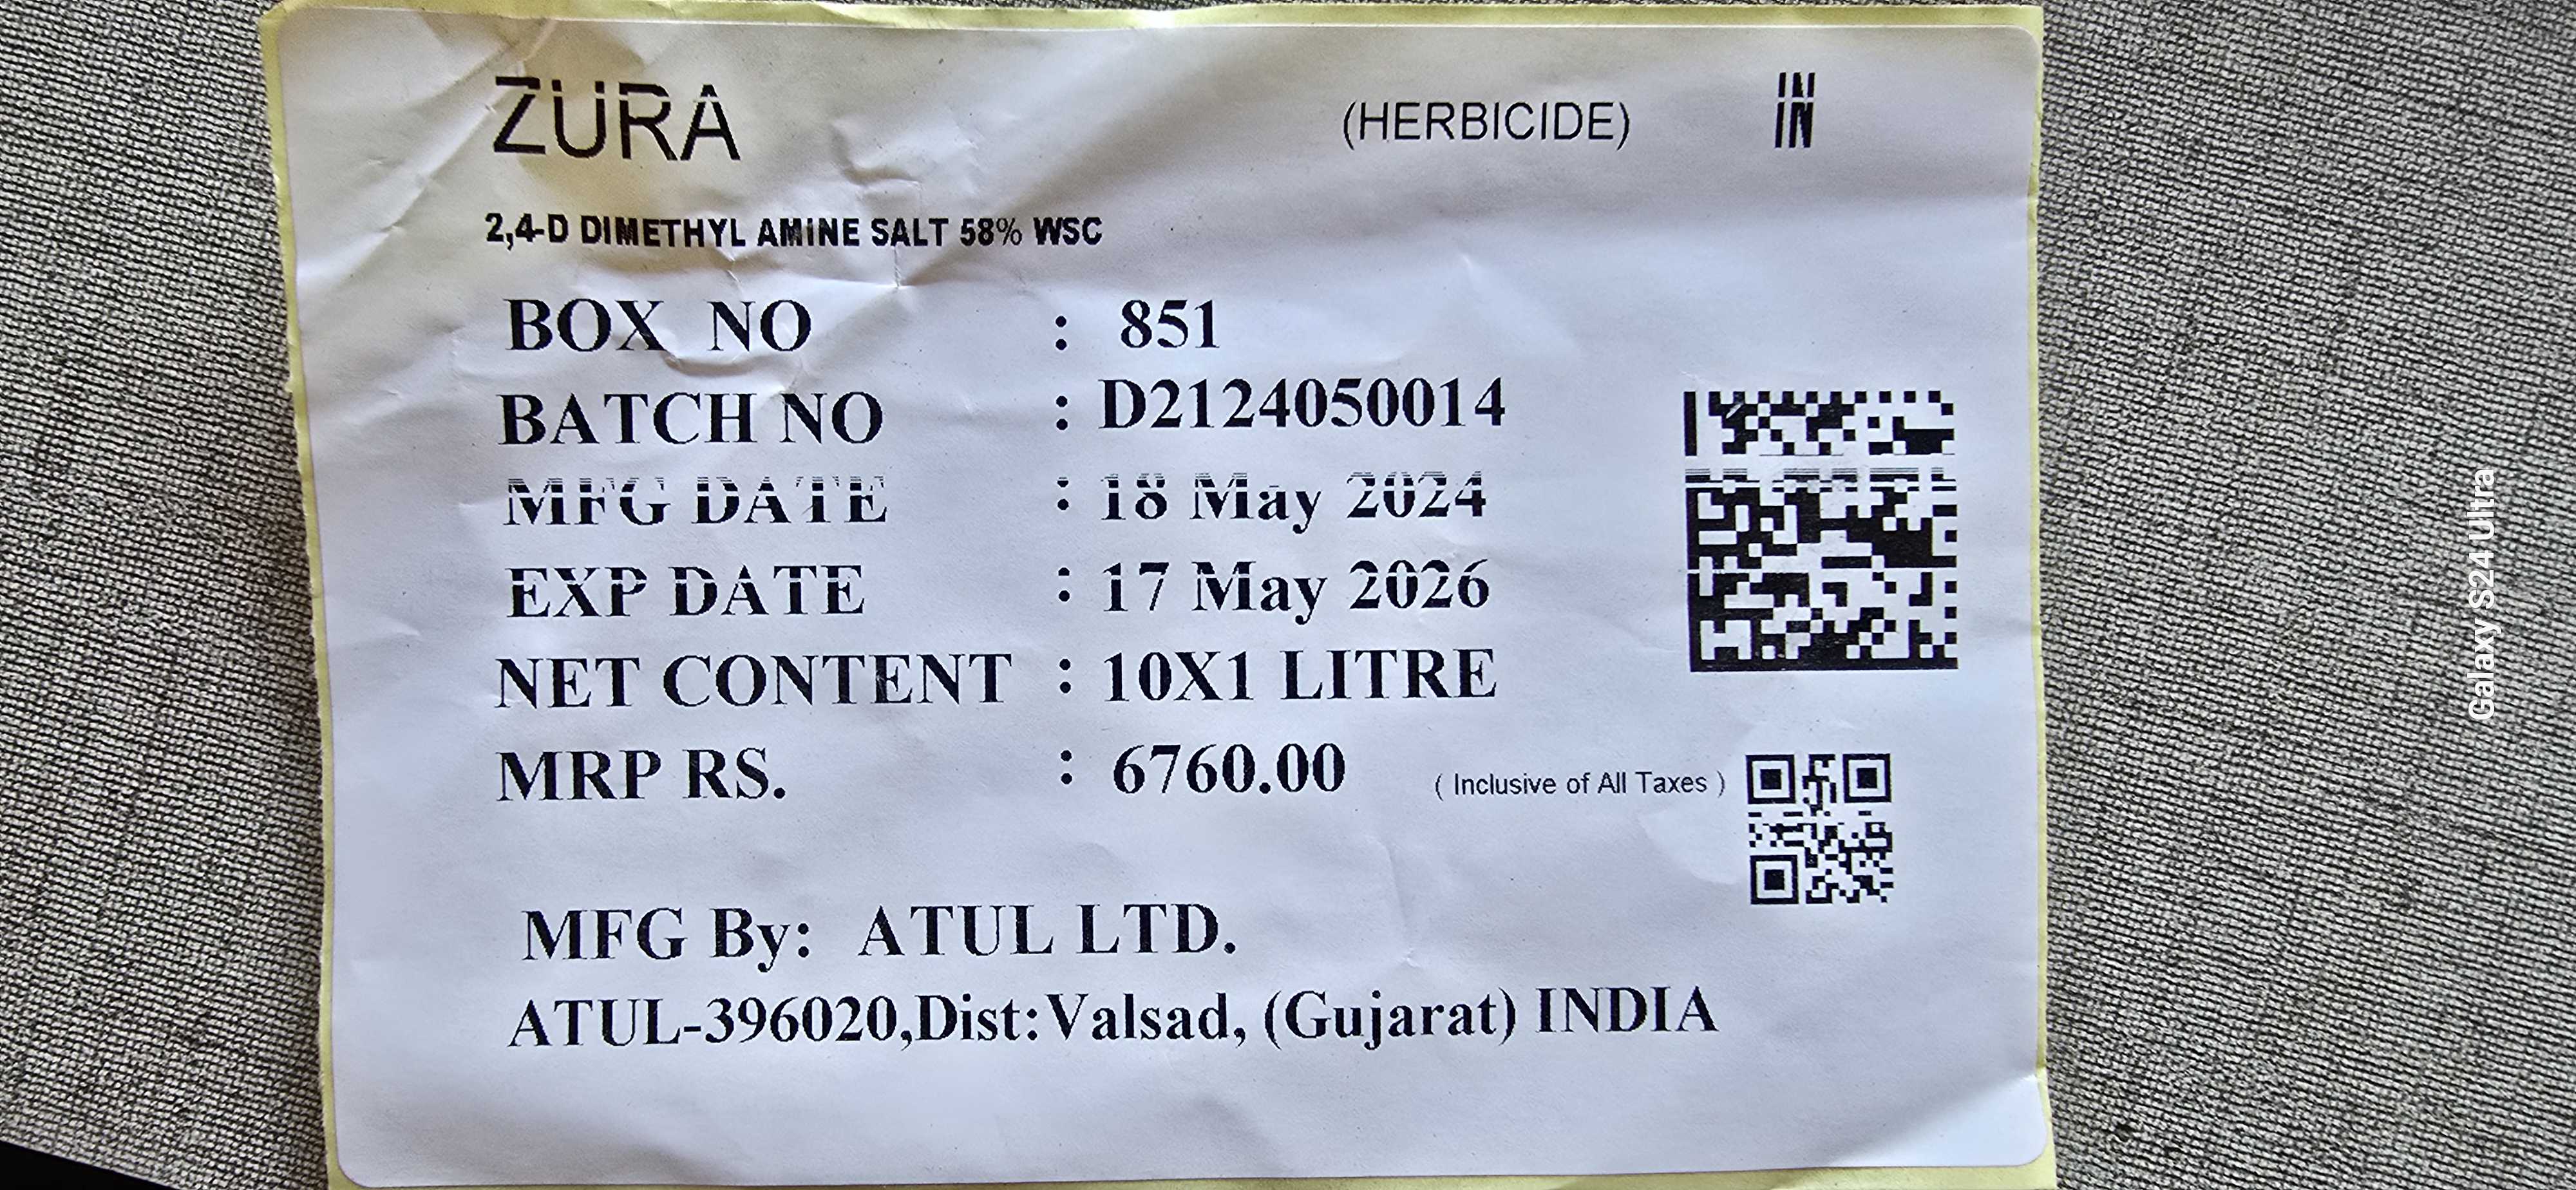 ZURA (HERBICIDE) IN
2,4-D DIMETHYL AMINE SALT 58% WSC
BOX NO : 851
BATCH NO : D2124050014
MFG DATE : 18 May 2024
EXP DATE : 17 May 2026
NET CONTENT : 10X1 LITRE
MRP RS. : 6760.00 ( Inclusive of All Taxes )
MFG By: ATUL LTD.
ATUL-396020,Dist:Valsad, (Gujarat) INDIA
Galaxy S24 Ultra